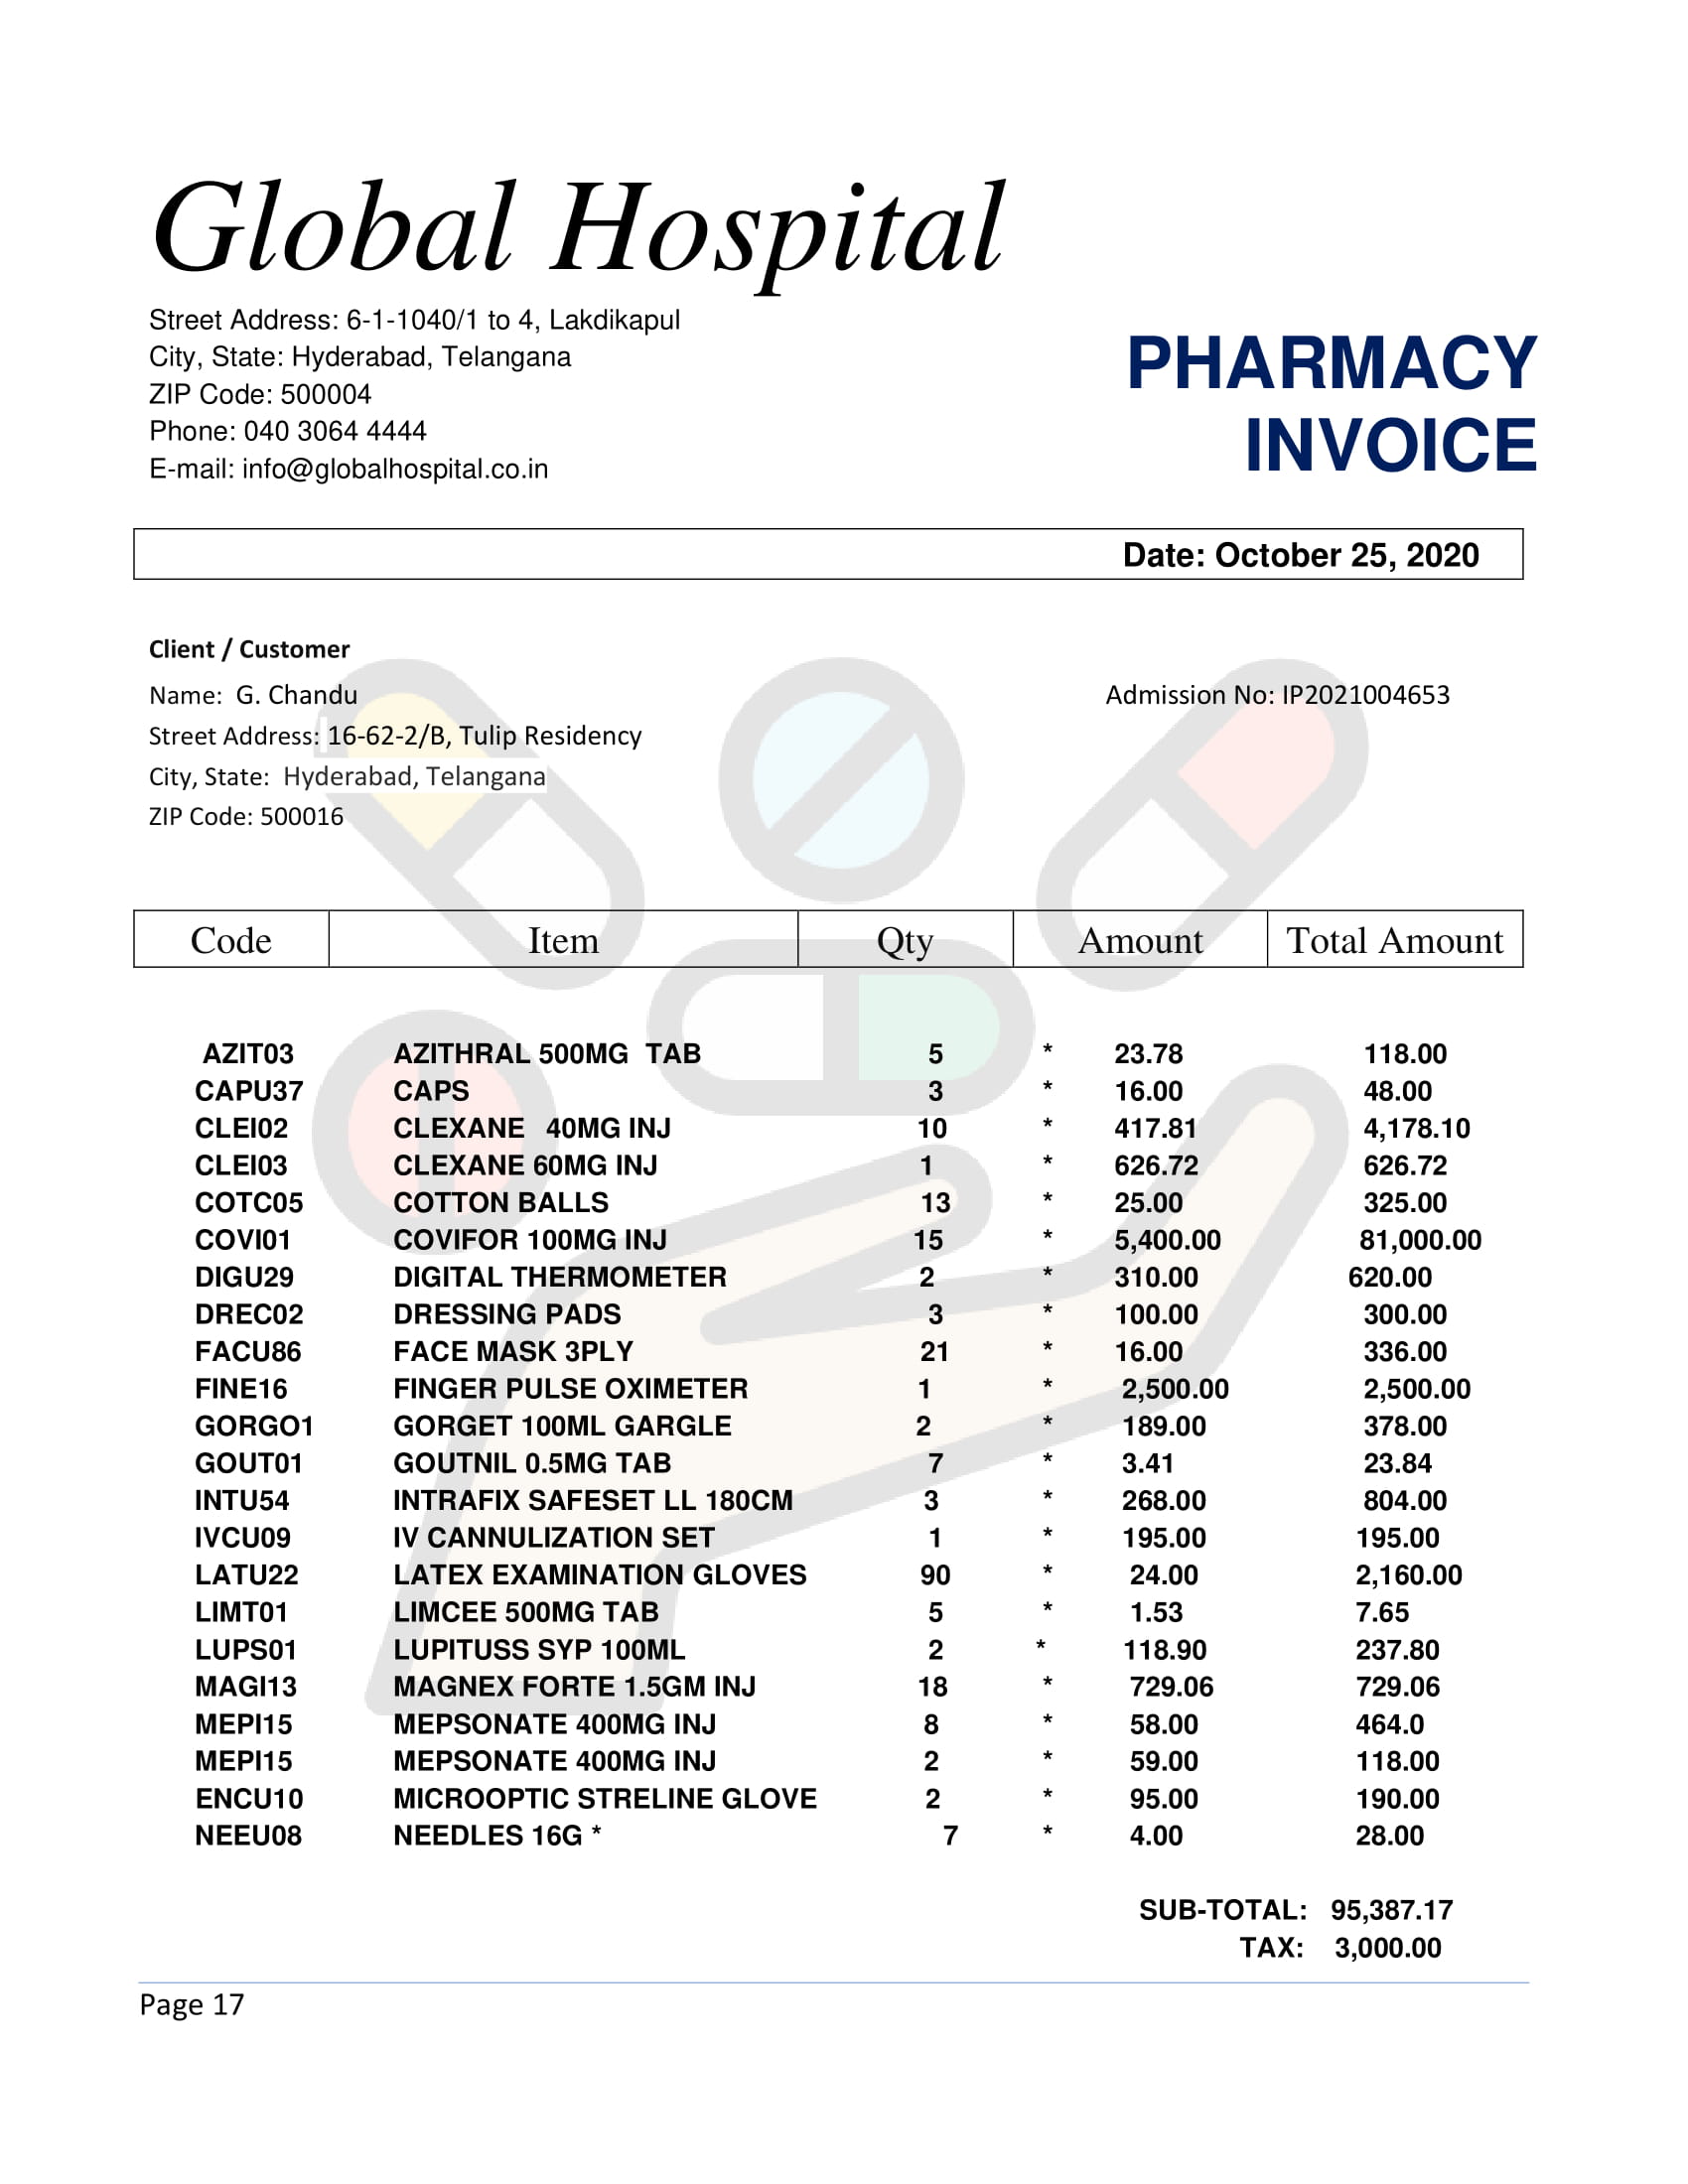 Global Hospital
Street Address: 6-1-1040/1 to 4, Lakdikapul
City, State: Hyderabad, Telangana
ZIP Code: 500004
Phone: 040 3064 4444
E-mail: info@globalhospital.co.in
PHARMACY
INVOICE
Date: October 25, 2020
Client / Customer
Name: G. Chandu Admission No: IP2021004653
Street Address: 16-62-2/B, Tulip Residency
City, State: Hyderabad, Telangana
ZIP Code: 500016
Code Item Qty Amount Total Amount
AZIT03 AZITHRAL 500MG TAB 5 * 23.78 118.00
CAPU37 CAPS 3 * 16.00 48.00
CLEI02 CLEXANE 40MG INJ 10 * 417.81 4,178.10
CLEI03 CLEXANE 60MG INJ 1 * 626.72 626.72
COTC05 COTTON BALLS 13 * 25.00 325.00
COVI01 COVIFOR 100MG INJ 15 * 5,400.00 81,000.00
DIGU29 DIGITAL THERMOMETER 2 * 310.00 620.00
DREC02 DRESSING PADS 3 * 100.00 300.00
FACU86 FACE MASK 3PLY 21 * 16.00 336.00
FINE16 FINGER PULSE OXIMETER 1 * 2,500.00 2,500.00
GORGO1 GORGET 100ML GARGLE 2 * 189.00 378.00
GOUT01 GOUTNIL 0.5MG TAB 7 * 3.41 23.84
INTU54 INTRAFIX SAFESET LL 180CM 3 * 268.00 804.00
IVCU09 IV CANNULIZATION SET 1 * 195.00 195.00
LATU22 LATEX EXAMINATION GLOVES 90 * 24.00 2,160.00
LIMT01 LIMCEE 500MG TAB 5 * 1.53 7.65
LUPS01 LUPITUSS SYP 100ML 2 * 118.90 237.80
MAGI13 MAGNEX FORTE 1.5GM INJ 18 * 729.06 729.06
MEPI15 MEPSONATE 400MG INJ 8 * 58.00 464.0
MEPI15 MEPSONATE 400MG INJ 2 * 59.00 118.00
ENCU10 MICROOPTIC STRELINE GLOVE 2 * 95.00 190.00
NEEU08 NEEDLES 16G * 7 * 4.00 28.00
SUB-TOTAL: 95,387.17
TAX: 3,000.00
Page 17